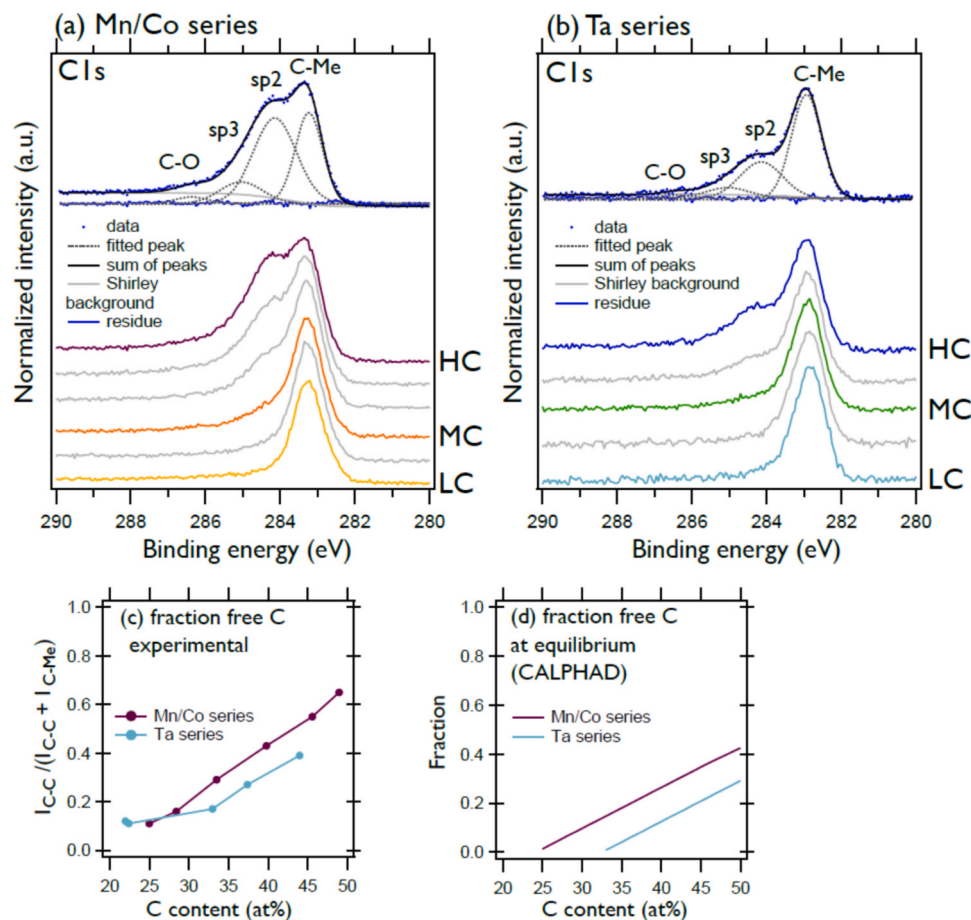 (a) Mn/Co series
C1s
C-Me
sp2
sp3
C-O
data
fitted peak
sum of peaks
Shirley
background
residue
HC
MC
LC
Normalized intensity (a.u.)
290 288 286 284 282 280
Binding energy (eV)
(b) Ta series
C1s
C-Me
sp2
sp3
C-O
data
fitted peak
sum of peaks
Shirley background
residue
HC
MC
LC
Normalized intensity (a.u.)
290 288 286 284 282 280
Binding energy (eV)
(c) fraction free C
experimental
Mn/Co series
Ta series
I C-C /(I C-C + I C-Me)
1.0
0.8
0.6
0.4
0.2
0.0
20 25 30 35 40 45 50
C content (at%)
(d) fraction free C
at equilibrium
(CALPHAD)
Mn/Co series
Ta series
Fraction
1.0
0.8
0.6
0.4
0.2
0.0
20 25 30 35 40 45 50
C content (at%)